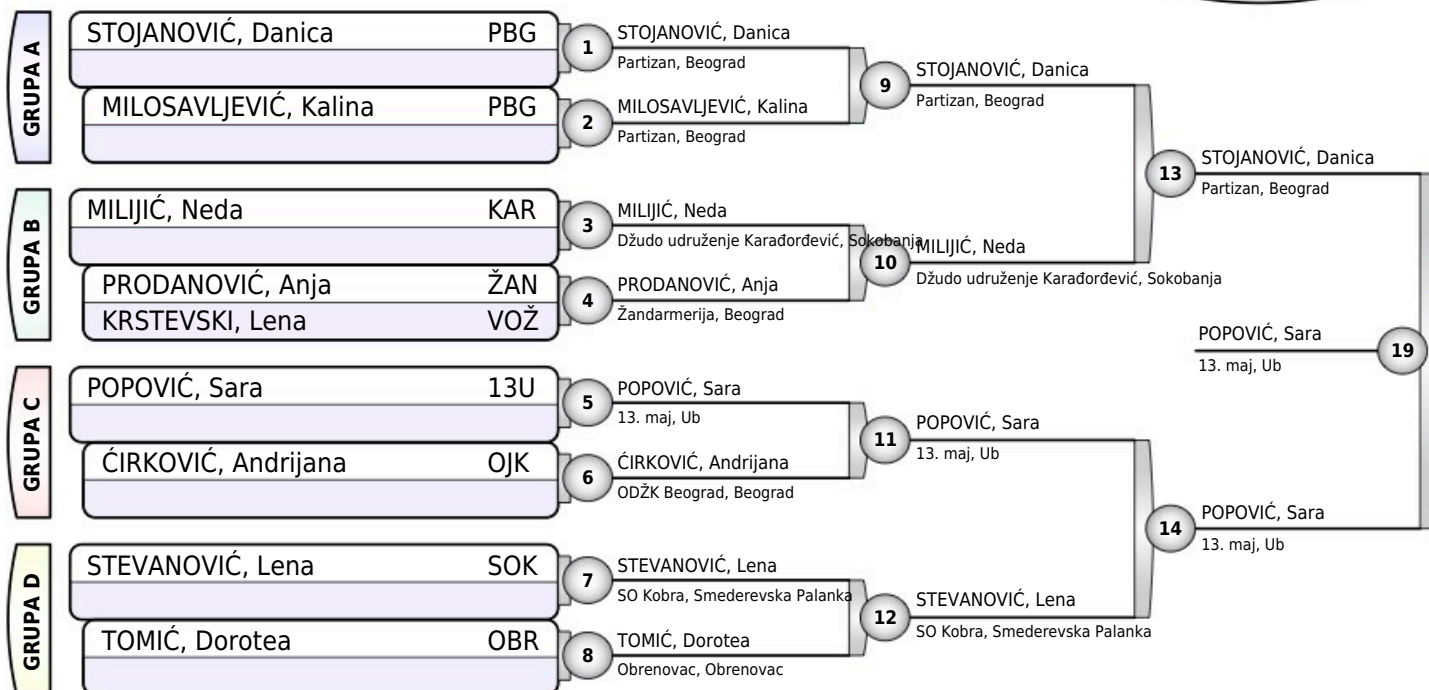 GRUPA A
STOJANOVIĆ, Danica PBG
MILOSAVLJEVIĆ, Kalina PBG
1
STOJANOVIĆ, Danica
Partizan, Beograd
2
MILOSAVLJEVIĆ, Kalina
Partizan, Beograd
9
STOJANOVIĆ, Danica
Partizan, Beograd
GRUPA B
MILIJIĆ, Neda KAR
PRODANOVIĆ, Anja ŽAN
KRSTEVSKI, Lena VOŽ
3
MILIJIĆ, Neda
Džudo udruženje Karađorđević, Sokobanja
4
PRODANOVIĆ, Anja
Žandarmerija, Beograd
10
MILIJIĆ, Neda
Džudo udruženje Karađorđević, Sokobanja
13
STOJANOVIĆ, Danica
Partizan, Beograd
GRUPA C
POPOVIĆ, Sara 13U
ĆIRKOVIĆ, Andrijana OJK
5
POPOVIĆ, Sara
13. maj, Ub
6
ĆIRKOVIĆ, Andrijana
ODŽK Beograd, Beograd
11
POPOVIĆ, Sara
13. maj, Ub
GRUPA D
STEVANOVIĆ, Lena SOK
TOMIĆ, Dorotea OBR
7
STEVANOVIĆ, Lena
SO Kobra, Smederevska Palanka
8
TOMIĆ, Dorotea
Obrenovac, Obrenovac
12
STEVANOVIĆ, Lena
SO Kobra, Smederevska Palanka
14
POPOVIĆ, Sara
13. maj, Ub
POPOVIĆ, Sara
13. maj, Ub
19